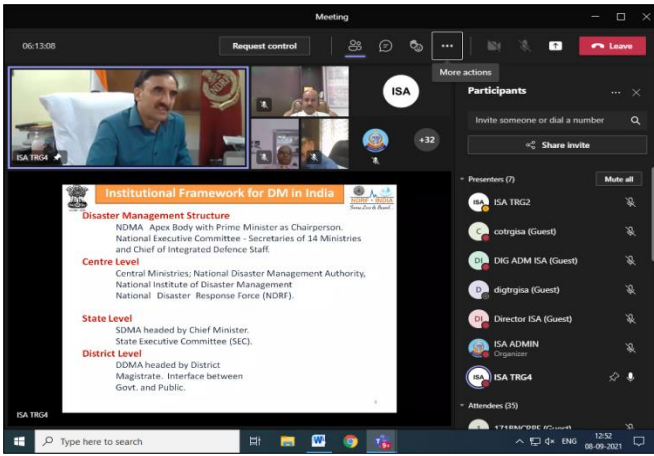 Meeting
06:13:08
Request control
Leave
More actions
ISA
+32
ISA TRG4
Participants
Invite someone or dial a number
Share invite
Presenters (7)
Mute all
ISA TRG2
cotrgisa (Guest)
DIG ADM ISA (Guest)
digtrgisa (Guest)
Director ISA (Guest)
ISA ADMIN
Organizer
ISA TRG4
Attendees (35)
Institutional Framework for DM in India
NDRF - INDIA
Disaster Management Structure
NDMA Apex Body with Prime Minister as Chairperson.
National Executive Committee - Secretaries of 14 Ministries
and Chief of Integrated Defence Staff.
Centre Level
Central Ministries; National Disaster Management Authority,
National Institute of Disaster Management
National Disaster Response Force (NDRF).
State Level
SDMA headed by Chief Minister.
State Executive Committee (SEC).
District Level
DDMA headed by District
Magistrate. Interface between
Govt. and Public.
ISA TRG4
Type here to search
ENG
12:52
08-09-2021